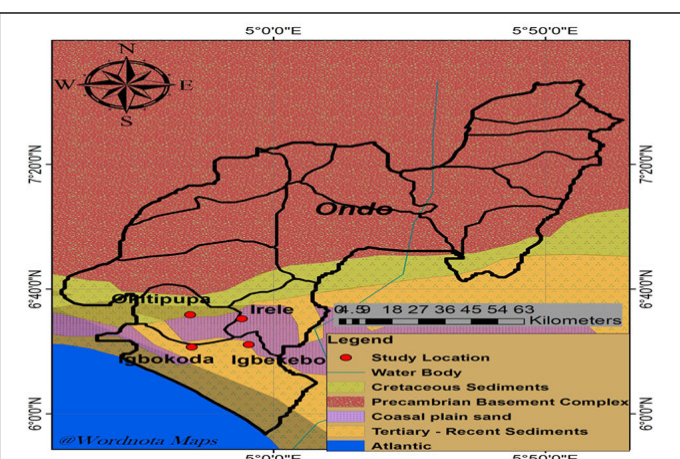 5°0'0"E 5°50'0"E
N
W E
S
7°20'0"N 7°20'0"N
Ondo
6°40'0"N 6°40'0"N
Okitipupa
Irele
Igbokoda Igbekebo
0 4.5 9 18 27 36 45 54 63
Kilometers
Legend
Study Location
Water Body
Cretaceous Sediments
Precambrian Basement Complex
Coasal plain sand
Tertiary - Recent Sediments
Atlantic
6°0'0"N 6°0'0"N
@Wordnota Maps
5°0'0"E 5°50'0"E